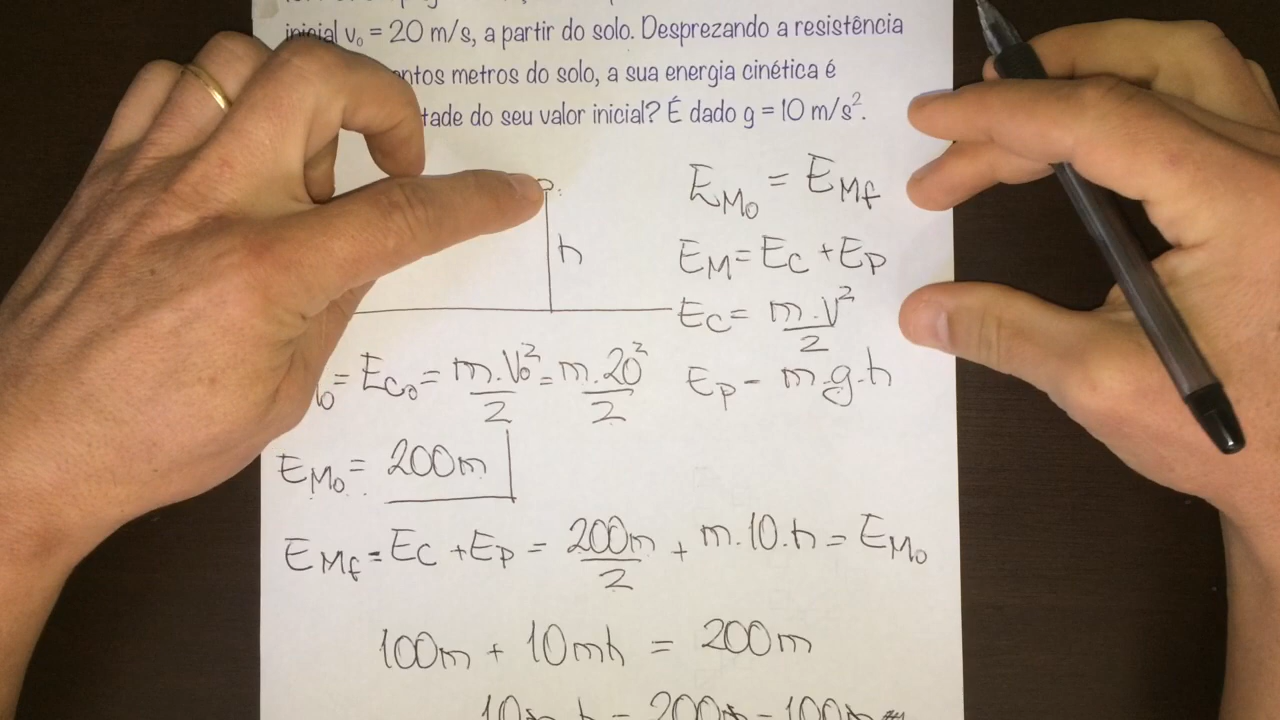 inicial v₀ = 20 m/s, a partir do solo. Desprezando a resistência
metros do solo, a sua energia cinética é
do seu valor inicial? É dado g = 10 m/s².
h
E_M₀ = E_Mf
E_M = E_C + E_P
E_C = m.V²/2
E_P - m.g.h
₀ = E_C₀ = m.V₀²/2 = m.20²/2
E_M₀ = 200m
E_Mf = E_C + E_P = 200m/2 + m.10.h = E_M₀
100m + 10mh = 200m